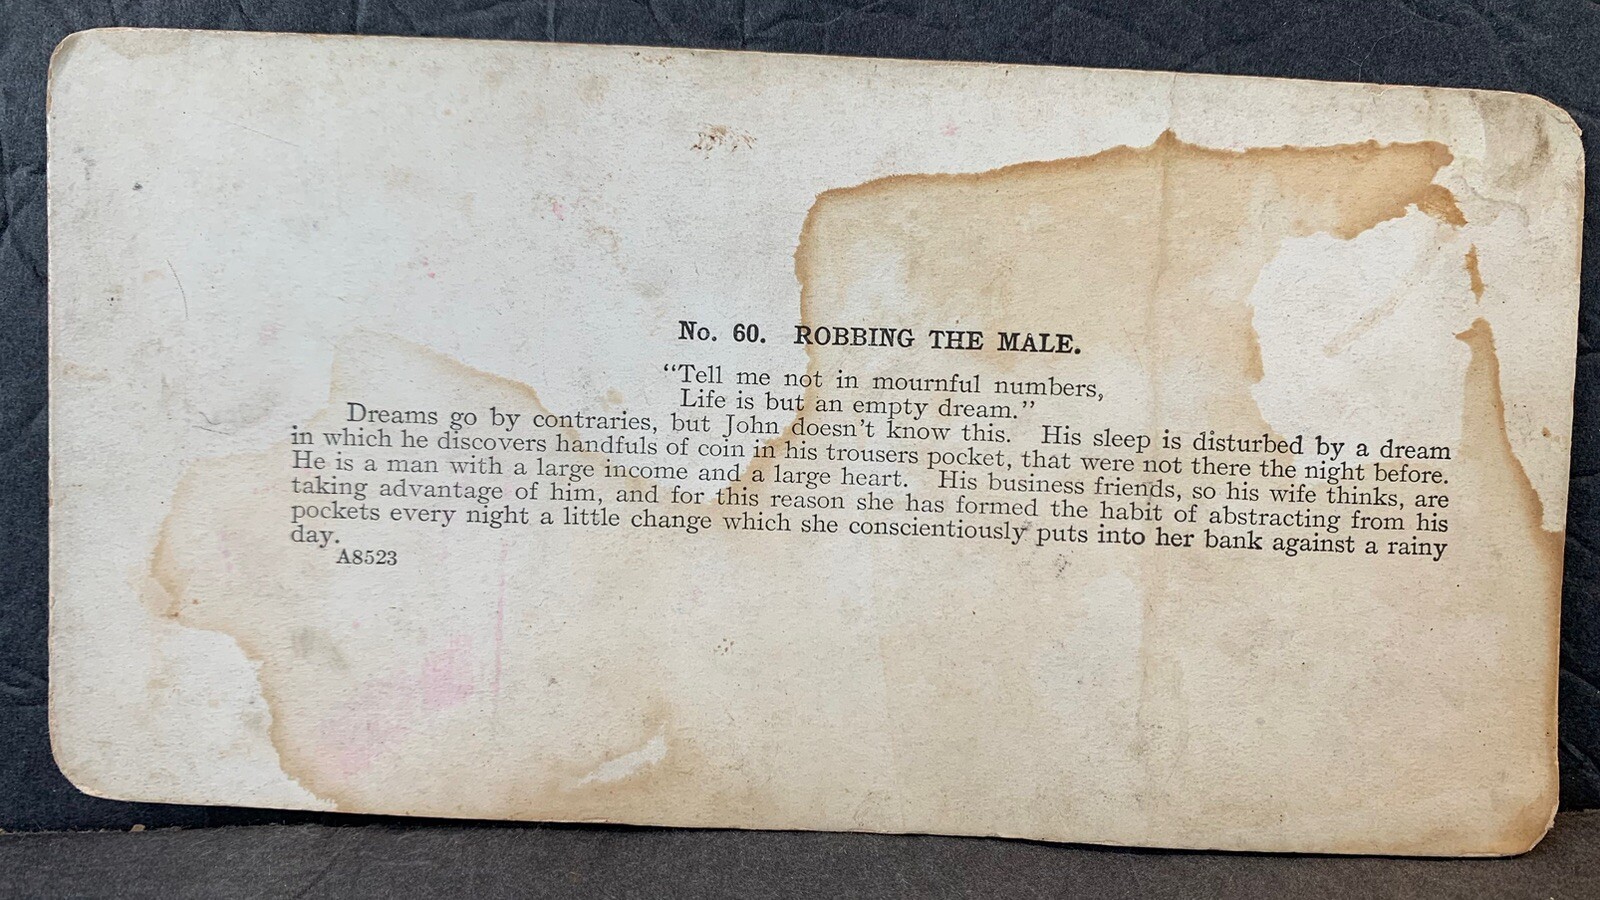 No. 60. ROBBING THE MALE.
“Tell me not in mournful numbers,
Life is but an empty dream.”
Dreams go by contraries, but John doesn't know this. His sleep is disturbed by a dream
in which he discovers handfuls of coin in his trousers pocket, that were not there the night before.
He is a man with a large income and a large heart. His business friends, so his wife thinks, are
taking advantage of him, and for this reason she has formed the habit of abstracting from his
pockets every night a little change which she conscientiously puts into her bank against a rainy
day.
A8523